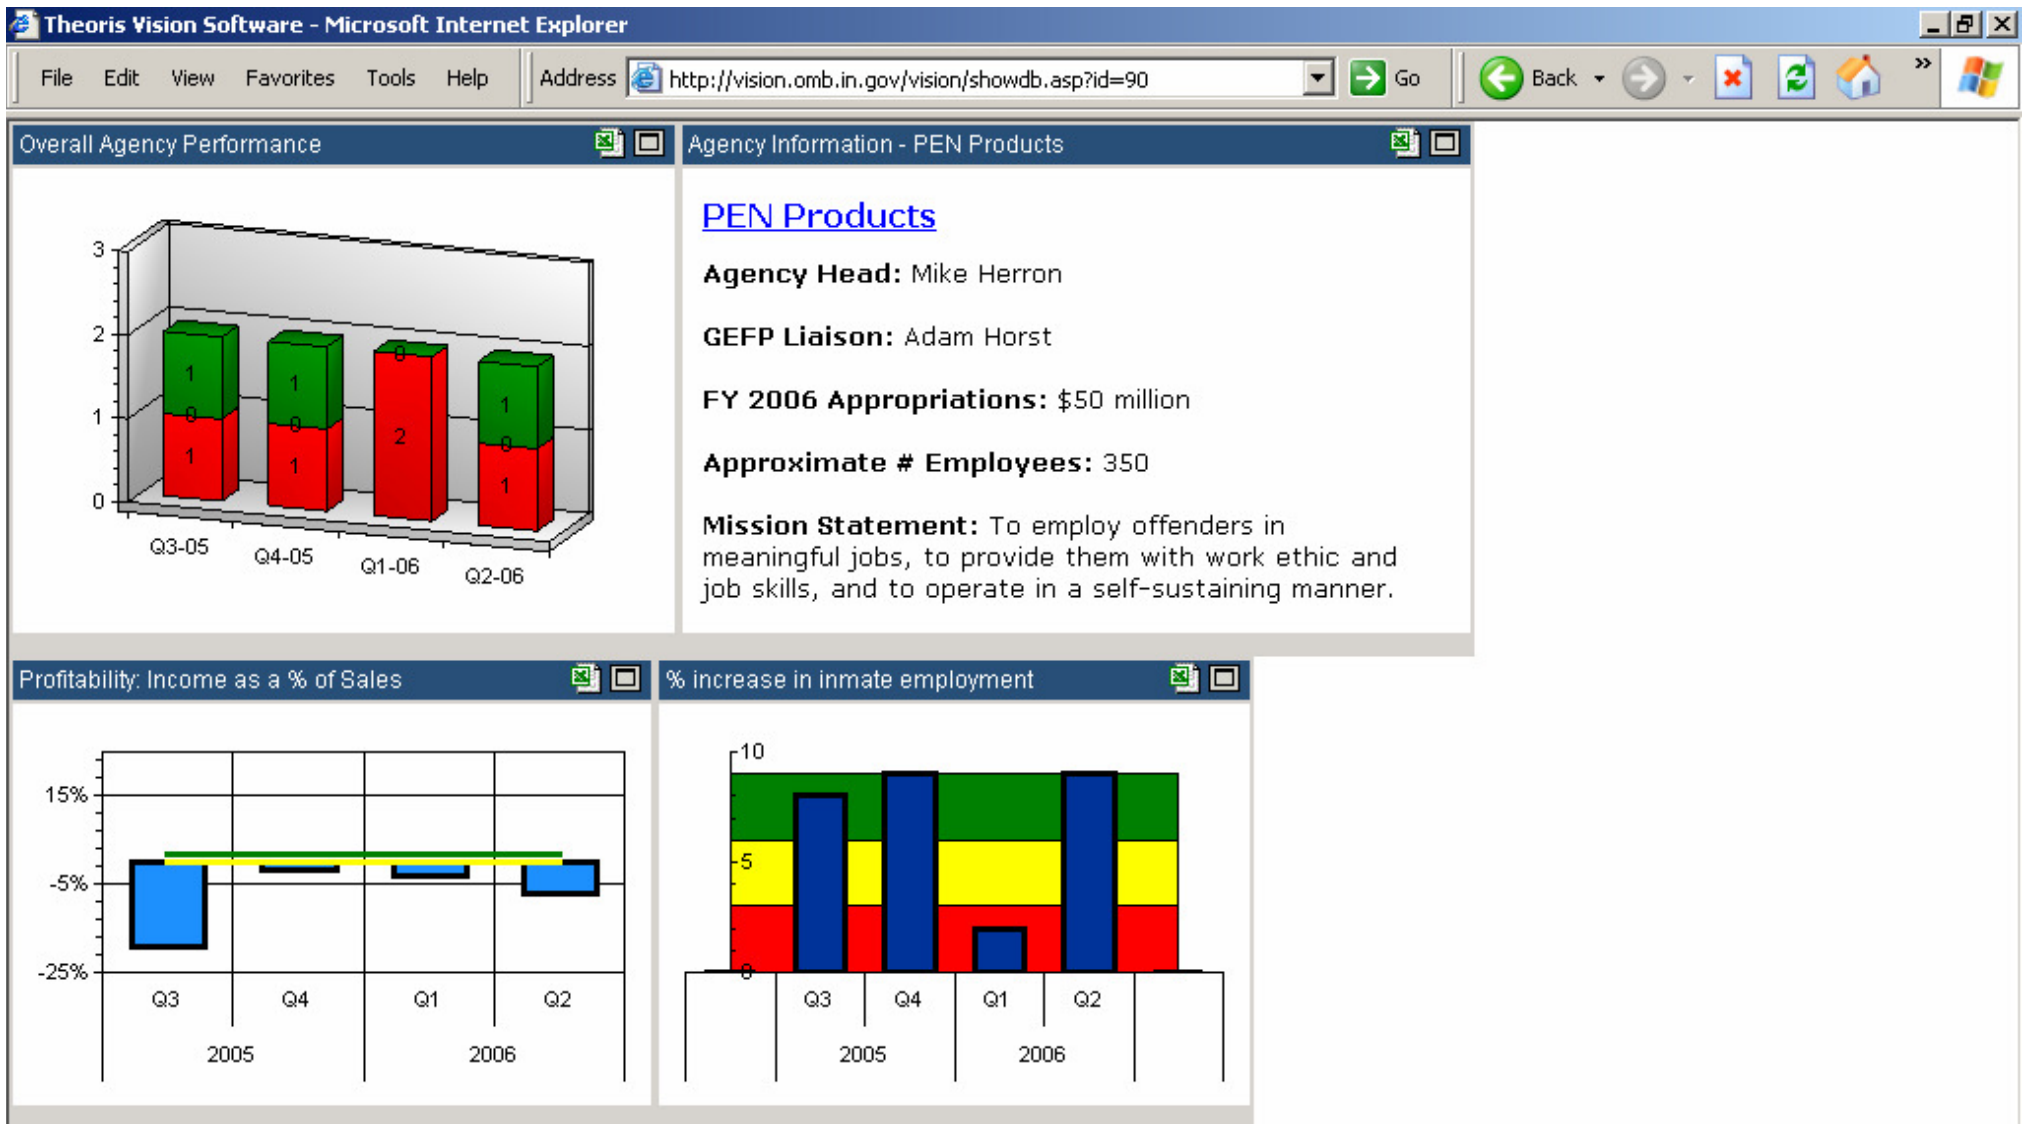 Theoris Vision Software - Microsoft Internet Explorer
File Edit View Favorites Tools Help Address http://vision.omb.in.gov/vision/showdb.asp?id=90 Go Back »
Overall Agency Performance
3
2
1
0
1
0
1
1
0
1
0
2
1
0
1
Q3-05 Q4-05 Q1-06 Q2-06
Agency Information - PEN Products
PEN Products
Agency Head: Mike Herron
GEFP Liaison: Adam Horst
FY 2006 Appropriations: $50 million
Approximate # Employees: 350
Mission Statement: To employ offenders in
meaningful jobs, to provide them with work ethic and
job skills, and to operate in a self-sustaining manner.
Profitability: Income as a % of Sales
15%
-5%
-25%
Q3 Q4 Q1 Q2
2005 2006
% increase in inmate employment
10
5
0
Q3 Q4 Q1 Q2
2005 2006